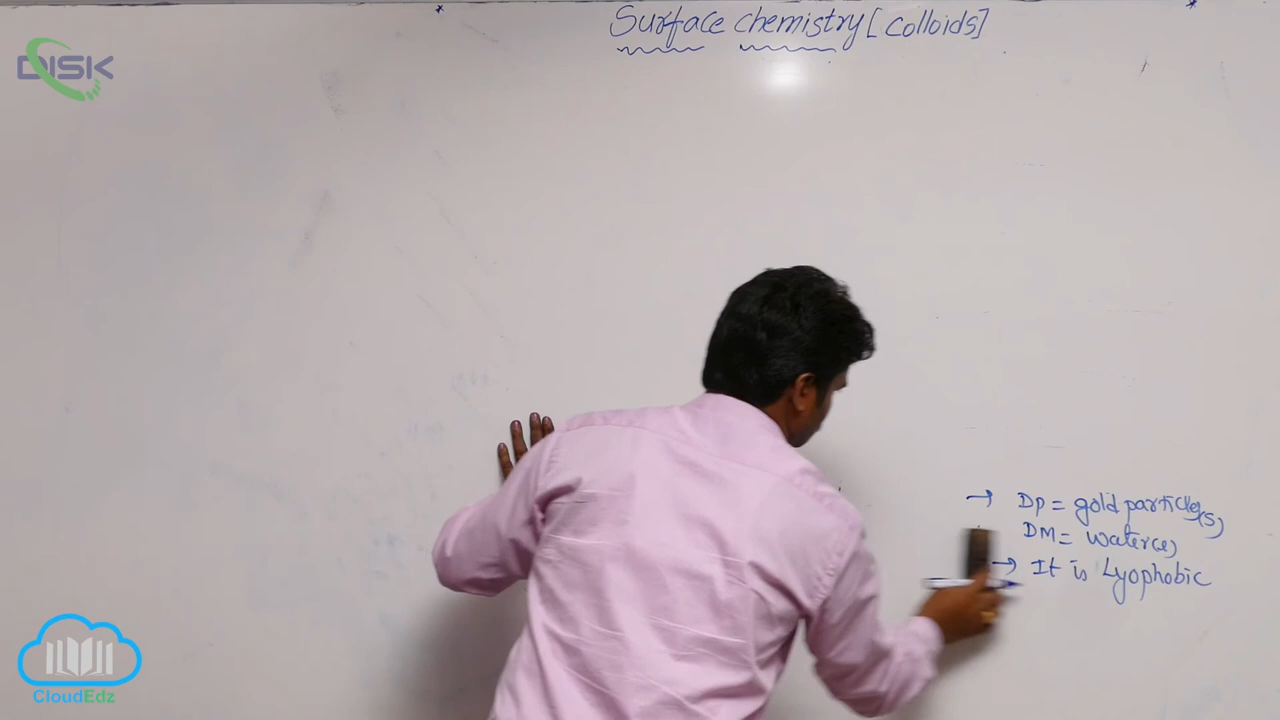 Surface chemistry [colloids]
DISK
→ DP = gold particles(s)
DM = water(l)
→ It is Lyophobic
CloudEdz